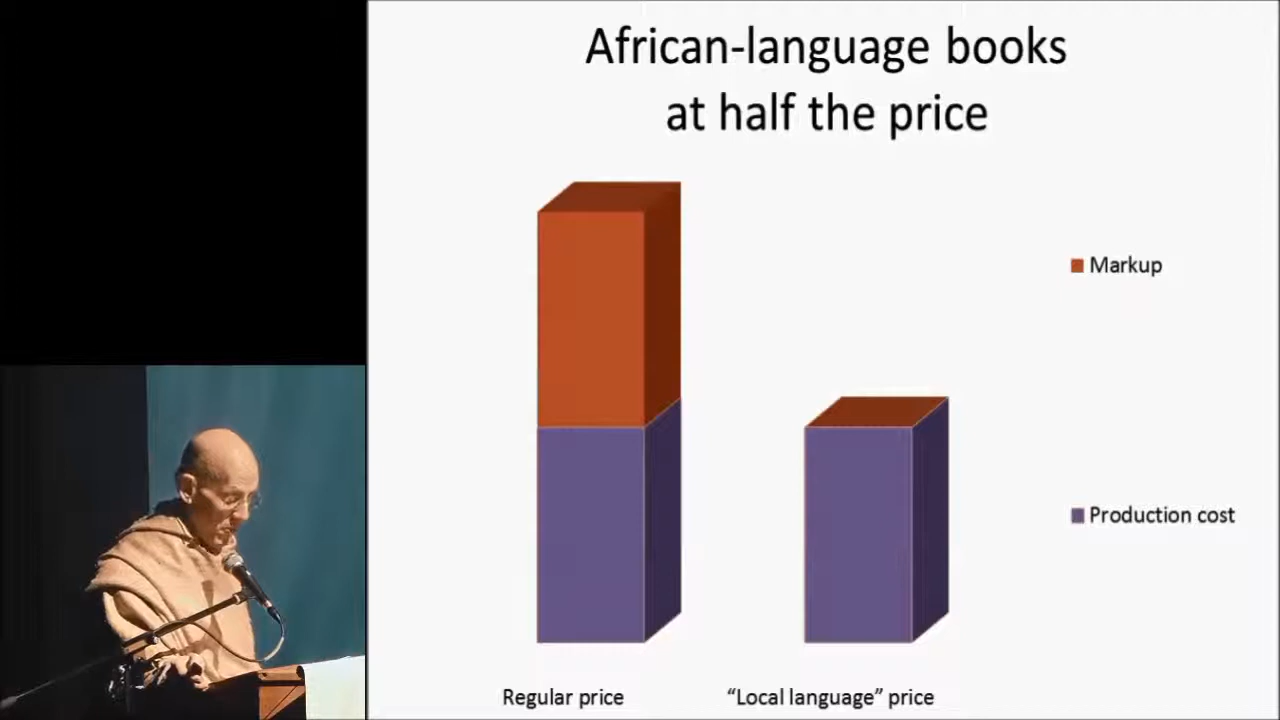 African-language books
at half the price
Markup
Production cost
Regular price
“Local language” price